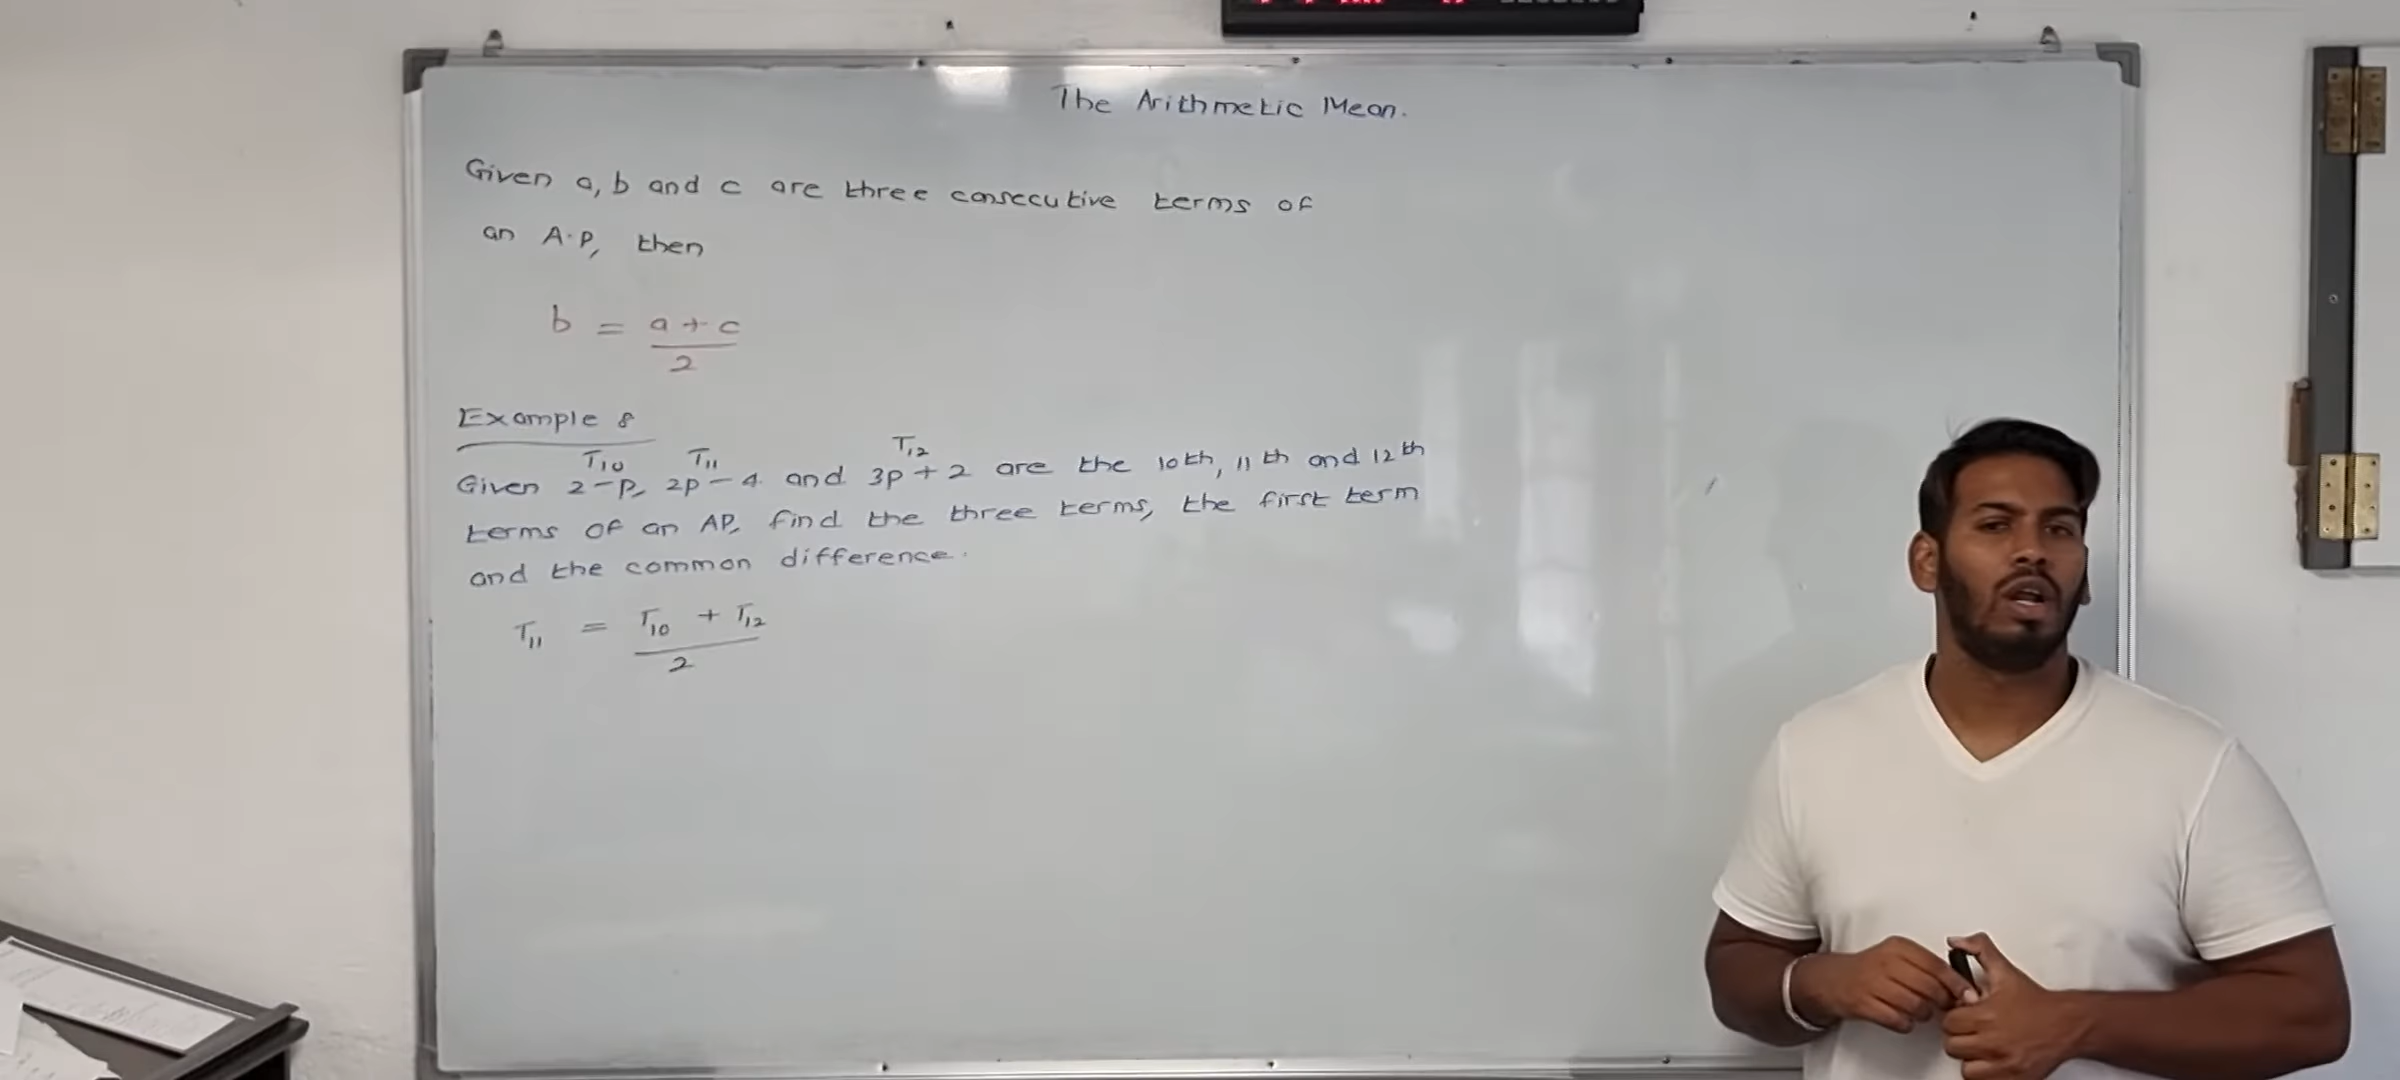 The Arithmetic Mean.
Given a, b and c are three consecutive terms of
an A.P, then
b = a + c
2
Example 8
T10 T11 T12
Given 2-p, 2p-4 and 3p+2 are the 10th, 11th and 12th
terms of an AP, find the three terms, the first term
and the common difference.
T11 = T10 + T12
2